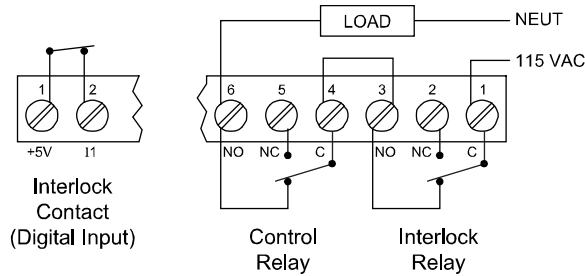 LOAD
NEUT
115 VAC
1 2
6 5 4 3 2 1
+5V I1
NO NC C NO NC C
Interlock
Contact
(Digital Input)
Control
Relay
Interlock
Relay